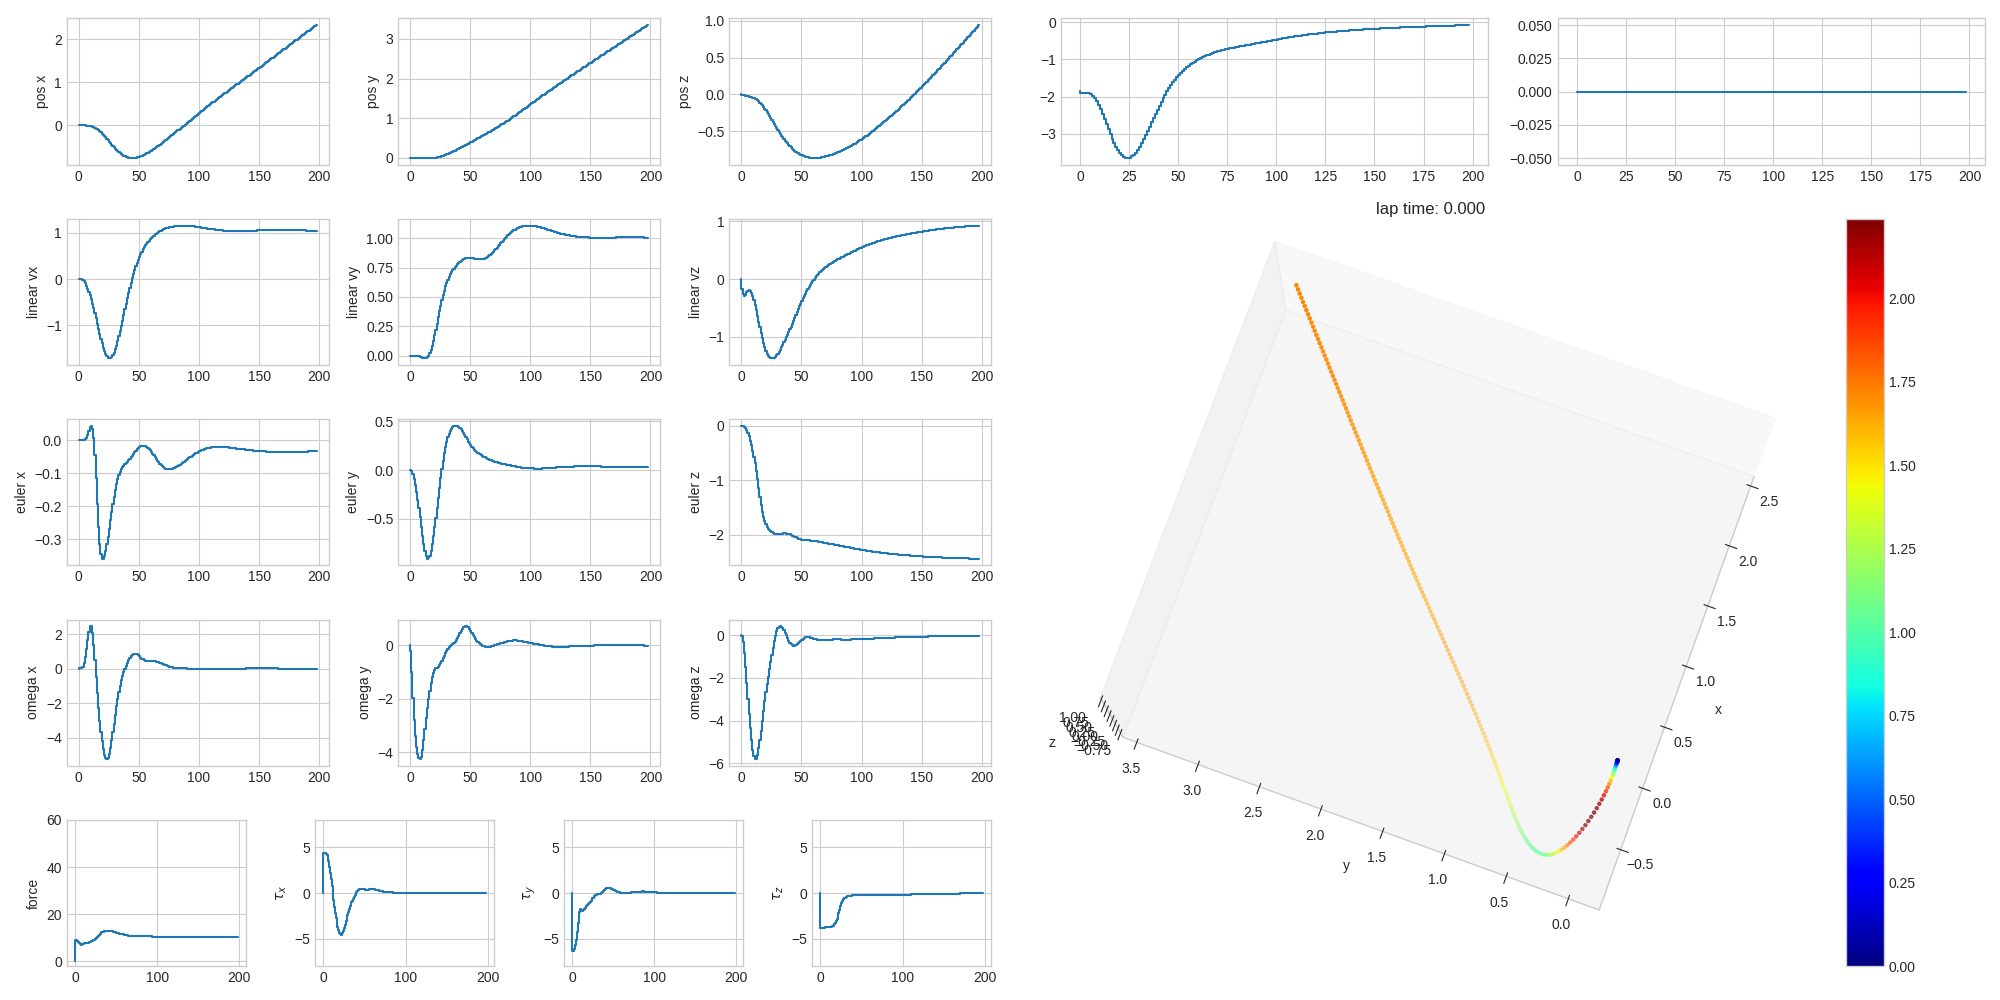 2
1
0
pos x
0 50 100 150 200
3
2
1
0
pos y
0 50 100 150 200
1.0
0.5
0.0
−0.5
pos z
0 50 100 150 200
0
−1
−2
−3
0 25 50 75 100 125 150 175 200
0.050
0.025
0.000
−0.025
−0.050
0 25 50 75 100 125 150 175 200
1
0
−1
linear vx
0 50 100 150 200
1.00
0.75
0.50
0.25
0.00
linear vy
0 50 100 150 200
1
0
−1
linear vz
0 50 100 150 200
0.0
−0.1
−0.2
−0.3
euler x
0 50 100 150 200
0.5
0.0
−0.5
euler y
0 50 100 150 200
0
−1
−2
euler z
0 50 100 150 200
2
0
−2
−4
omega x
0 50 100 150 200
0
−2
−4
omega y
0 50 100 150 200
0
−2
−4
−6
omega z
0 50 100 150 200
60
40
20
0
force
0 100 200
5
0
−5
τx
0 100 200
5
0
−5
τy
0 100 200
5
0
−5
τz
0 100 200
lap time: 0.000
2.5
2.0
1.5
1.0
x
0.5
0.0
−0.5
1.00
−0.75
z
3.5
3.0
2.5
2.0
1.5
y
1.0
0.5
0.0
2.00
1.75
1.50
1.25
1.00
0.75
0.50
0.25
0.00